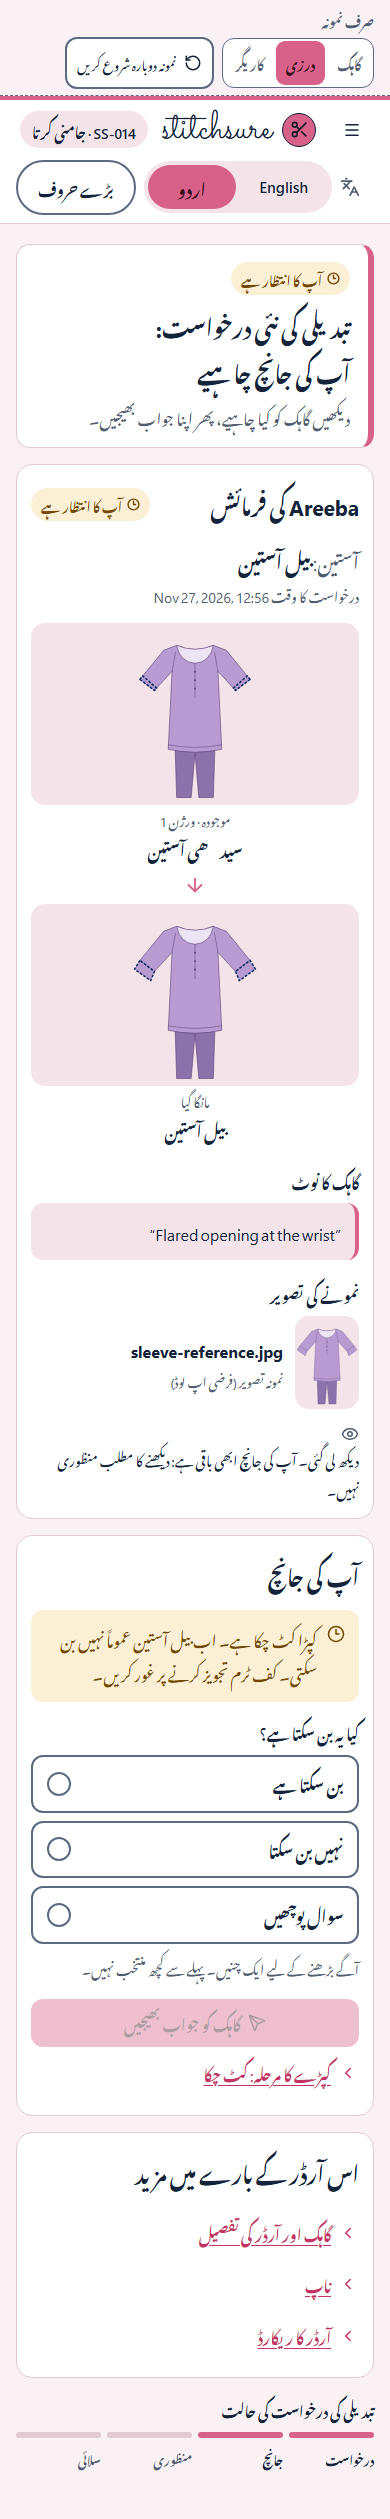 صرف نمونہ
گاہک
درزی
کاریگر
نمونہ دوبارہ شروع کریں
stitchsure
SS-014 · جامنی کرتا
English
اردو
بڑے حروف
آپ کا انتظار ہے
تبدیلی کی نئی درخواست:
آپ کی جانچ چاہیے
دیکھیں گاہک کو کیا چاہیے، پھر اپنا جواب بھیجیں۔
Areeba کی فرمائش
آپ کا انتظار ہے
آستین: بیل آستین
درخواست کا وقت Nov 27, 2026, 12:56
موجودہ · ورژن 1
سیدھی آستین
مانگا گیا
بیل آستین
گاہک کا نوٹ
“Flared opening at the wrist”
نمونے کی تصویر
sleeve-reference.jpg
نمونہ تصویر (فرضی اپ لوڈ)
دیکھ لی گئی۔ آپ کی جانچ ابھی باقی ہے: دیکھنے کا مطلب منظوری
نہیں۔
آپ کی جانچ
کپڑا کٹ چکا ہے۔ اب بیل آستین عموماً نہیں بن
سکتی۔ کف ٹرم تجویز کرنے پر غور کریں۔
کیا یہ بن سکتا ہے؟
بن سکتا ہے
نہیں بن سکتا
سوال پوچھیں
آگے بڑھنے کے لیے ایک چنیں۔ پہلے سے کچھ منتخب نہیں۔
گاہک کو جواب بھیجیں
کپڑے کا مرحلہ: کٹ چکا
اس آرڈر کے بارے میں مزید
گاہک اور آرڈر کی تفصیل
ناپ
آرڈر کا ریکارڈ
تبدیلی کی درخواست کی حالت
درخواست
جانچ
منظوری
سلائی